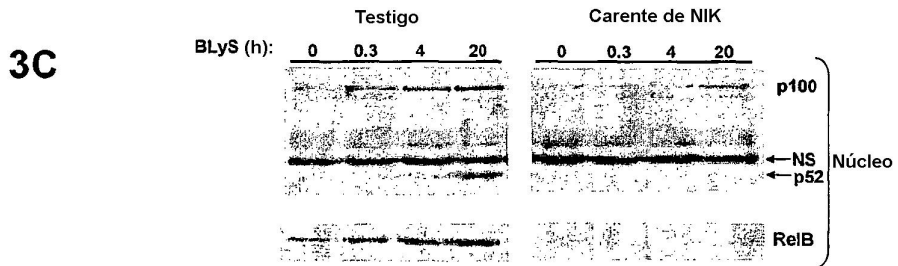 3C
Testigo
Carente de NIK
BLyS (h):
0 0.3 4 20
0 0.3 4 20
p100
NS
p52
Núcleo
RelB